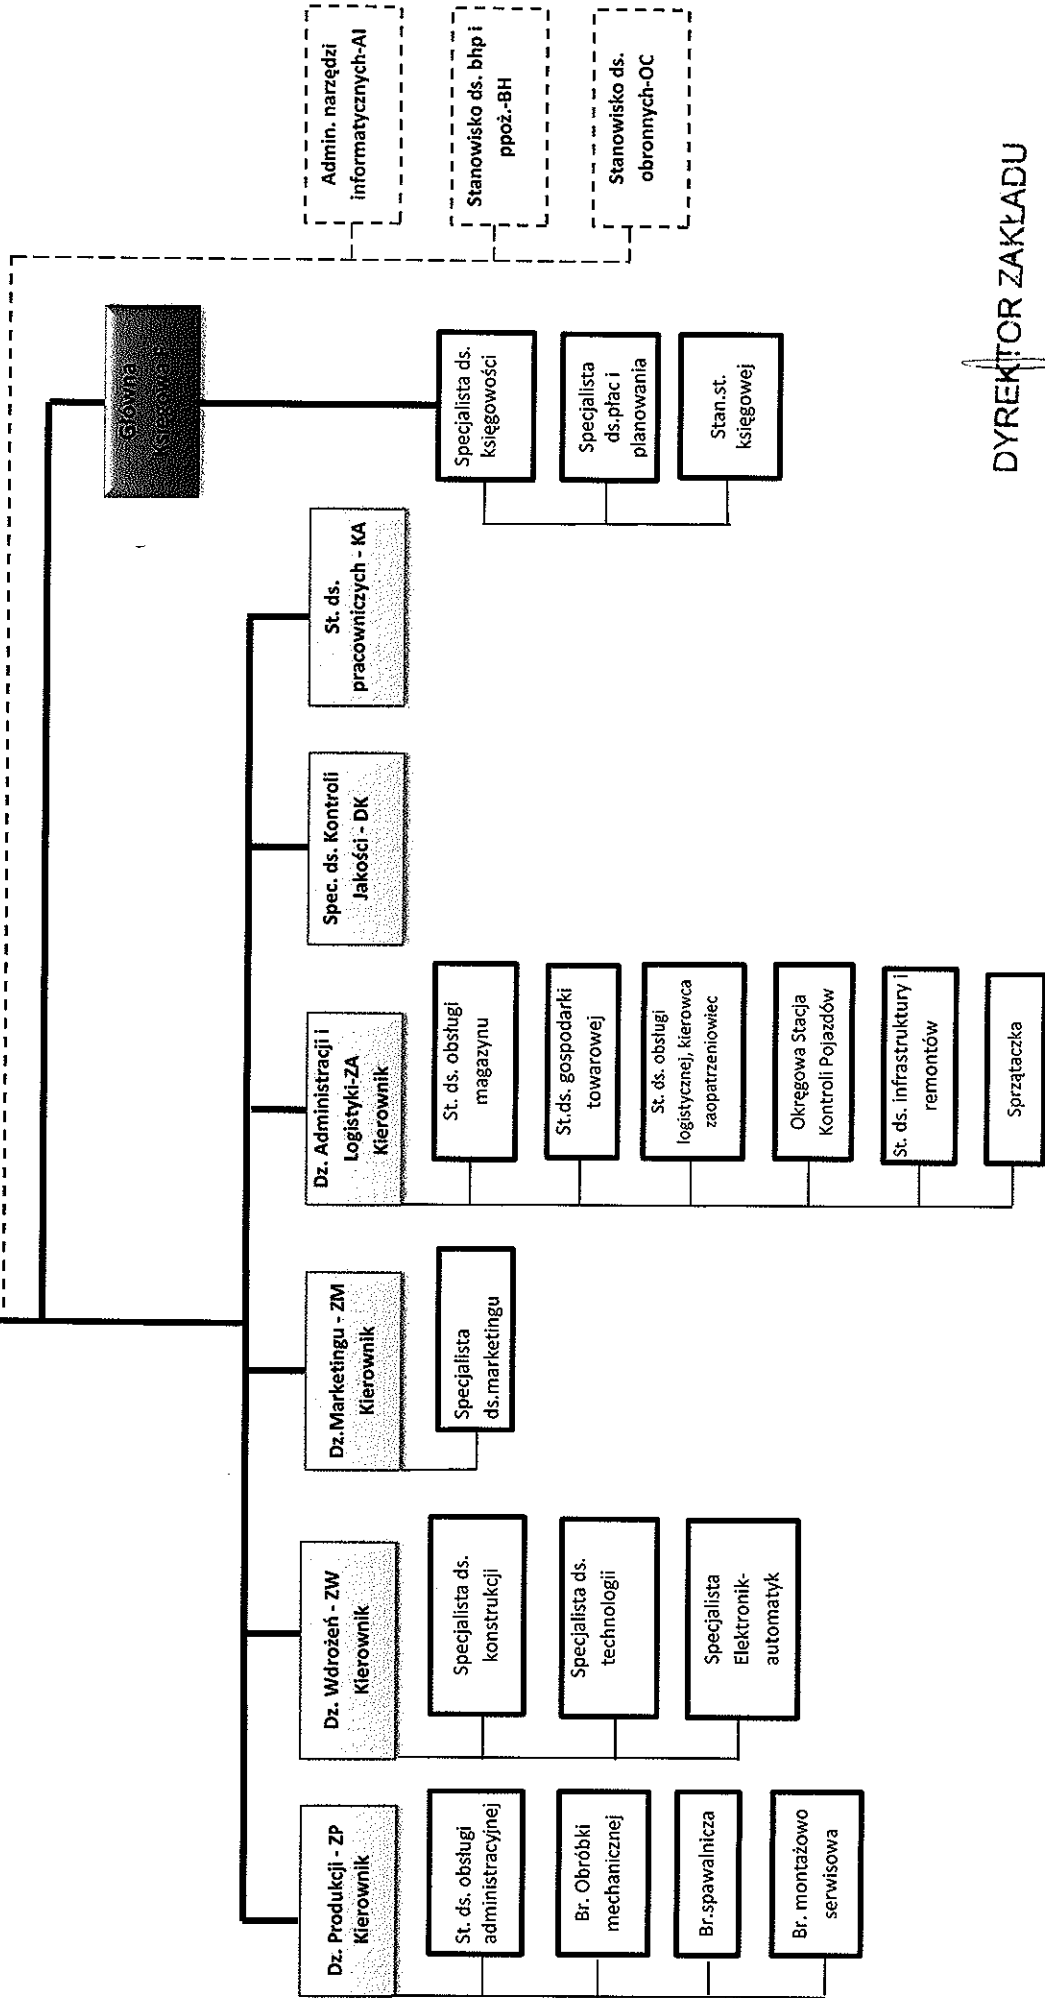 Główna
Księgowa
Admin. narzędzi
informatycznych-AI
Stanowisko ds. bhp i
ppoż.-BH
Stanowisko ds.
obronnych-OC
Dz. Produkcji - ZP
Kierownik
St. ds. obsługi
administracyjnej
Br. Obróbki
mechanicznej
Br.spawalnicza
Br. montażowo
serwisowa
Dz. Wdrożeń - ZW
Kierownik
Specjalista ds.
konstrukcji
Specjalista ds.
technologii
Specjalista
Elektronik-
automatyk
Dz.Marketingu - ZM
Kierownik
Specjalista
ds.marketingu
Dz. Administracji i
Logistyki-ZA
Kierownik
St. ds. obsługi
magazynu
St.ds. gospodarki
towarowej
St. ds. obsługi
logistycznej, kierowca
zaopatrzeniowiec
Okręgowa Stacja
Kontroli Pojazdów
St. ds. infrastruktury i
remontów
Sprzątaczka
Spec. ds. Kontroli
Jakości - DK
St. ds.
pracowniczych - KA
Specjalista ds.
księgowości
Specjalista
ds.płac i
planowania
Stan.st.
księgowej
DYREKTOR ZAKŁADU